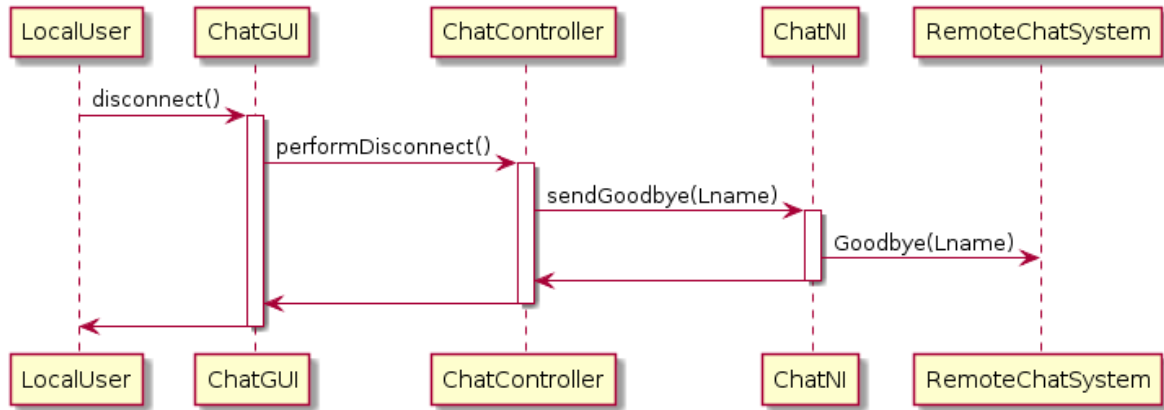 LocalUser ChatGUI ChatController ChatNI RemoteChatSystem
disconnect()
performDisconnect()
sendGoodbye(Lname)
Goodbye(Lname)
LocalUser ChatGUI ChatController ChatNI RemoteChatSystem